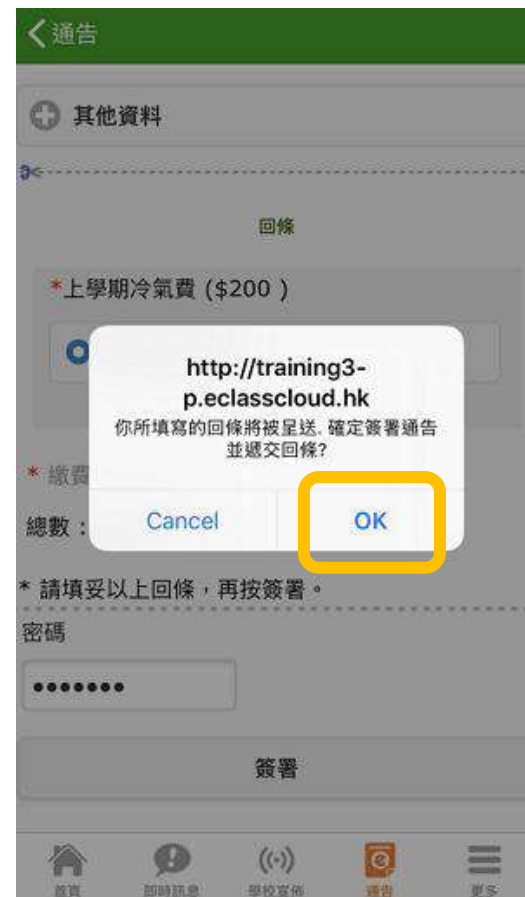 通告
其他資料
回條
*上學期冷氣費 ($200 )
http://training3-
p.eclasscloud.hk
你所填寫的回條將被呈送. 確定簽署通告
並遞交回條?
* 繳費
Cancel
OK
總數：
* 請填妥以上回條，再按簽署。
密碼
•••••••
簽署
首頁
即時訊息
學校宣佈
通告
更多